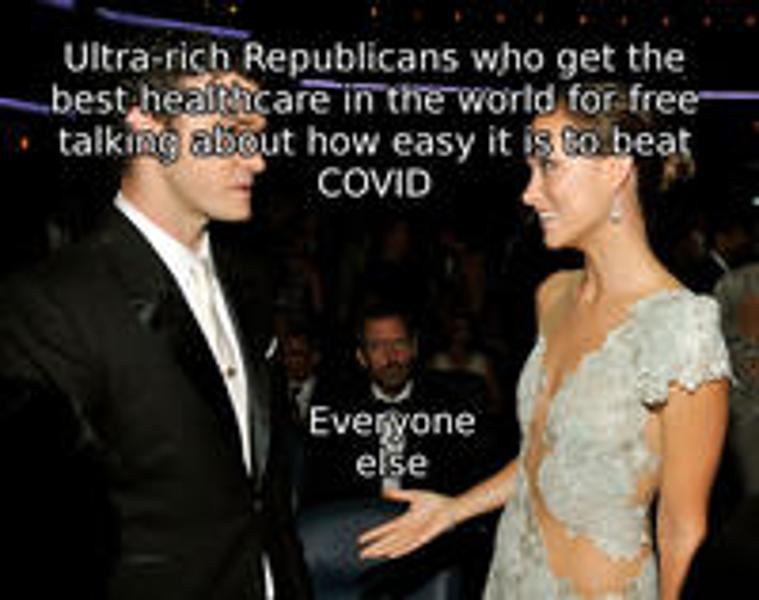 Ultra-rich Republicans who get the
best healthcare in the world for free
talking about how easy it is to beat
COVID
Everyone
else